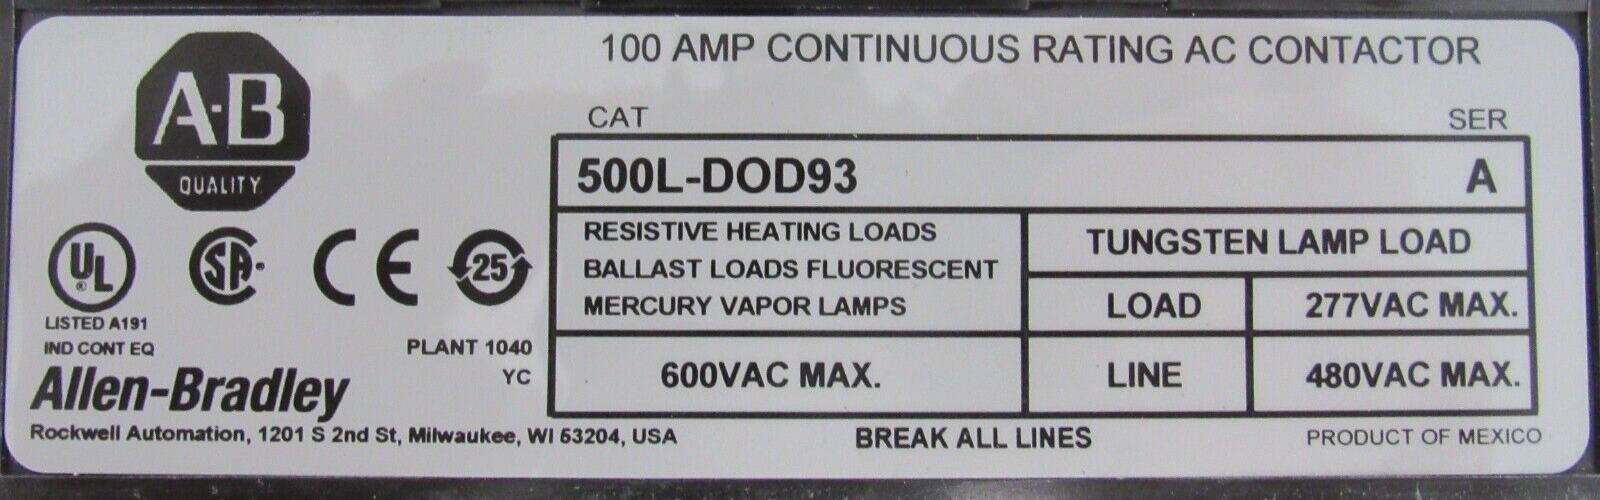 A-B
QUALITY
100 AMP CONTINUOUS RATING AC CONTACTOR
CAT SER
500L-DOD93 A
RESISTIVE HEATING LOADS
BALLAST LOADS FLUORESCENT
MERCURY VAPOR LAMPS
600VAC MAX.
TUNGSTEN LAMP LOAD
LOAD 277VAC MAX.
LINE 480VAC MAX.
UL ®
SA
CE
25
LISTED A191
IND CONT EQ
PLANT 1040
YC
Allen-Bradley
Rockwell Automation, 1201 S 2nd St, Milwaukee, WI 53204, USA
BREAK ALL LINES
PRODUCT OF MEXICO